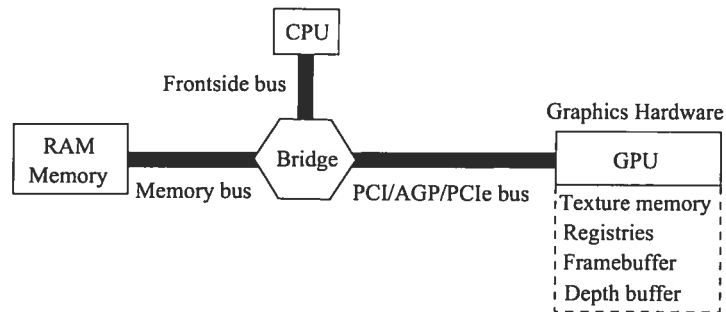 CPU
Frontside bus
Graphics Hardware
RAM
Memory
Bridge
GPU
Memory bus
PCI/AGP/PCIe bus
Texture memory
Registries
Framebuffer
Depth buffer